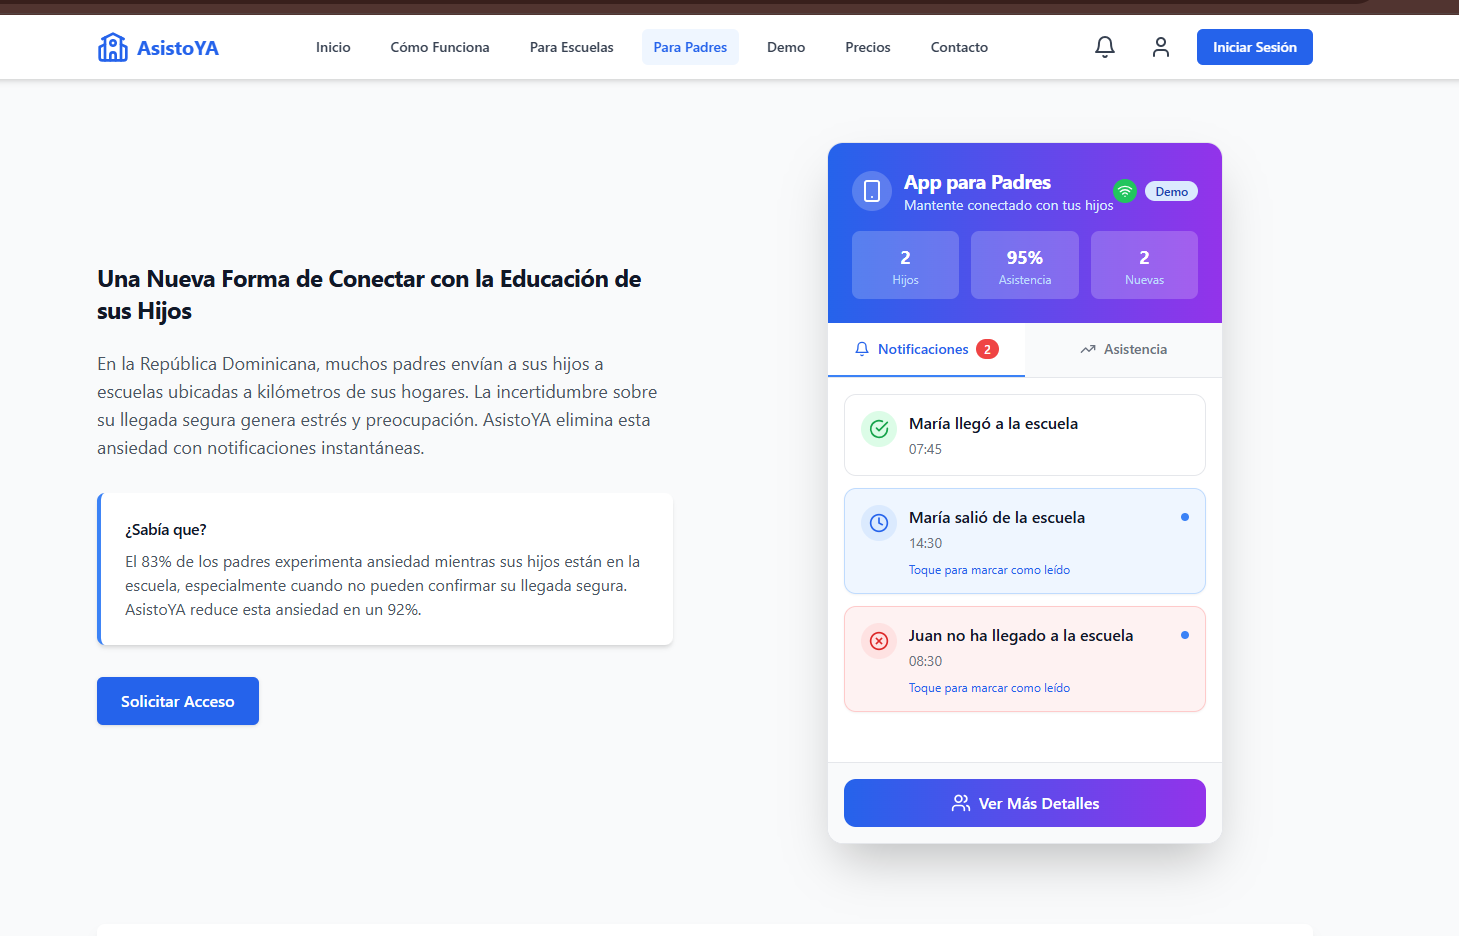 AsistoYA
Inicio
Cómo Funciona
Para Escuelas
Para Padres
Demo
Precios
Contacto
Iniciar Sesión
Una Nueva Forma de Conectar con la Educación de
sus Hijos
En la República Dominicana, muchos padres envían a sus hijos a
escuelas ubicadas a kilómetros de sus hogares. La incertidumbre sobre
su llegada segura genera estrés y preocupación. AsistoYA elimina esta
ansiedad con notificaciones instantáneas.
¿Sabía que?
El 83% de los padres experimenta ansiedad mientras sus hijos están en la
escuela, especialmente cuando no pueden confirmar su llegada segura.
AsistoYA reduce esta ansiedad en un 92%.
Solicitar Acceso
App para Padres
Mantente conectado con tus hijos
Demo
2
Hijos
95%
Asistencia
2
Nuevas
Notificaciones 2
Asistencia
María llegó a la escuela
07:45
María salió de la escuela
14:30
Toque para marcar como leído
Juan no ha llegado a la escuela
08:30
Toque para marcar como leído
Ver Más Detalles